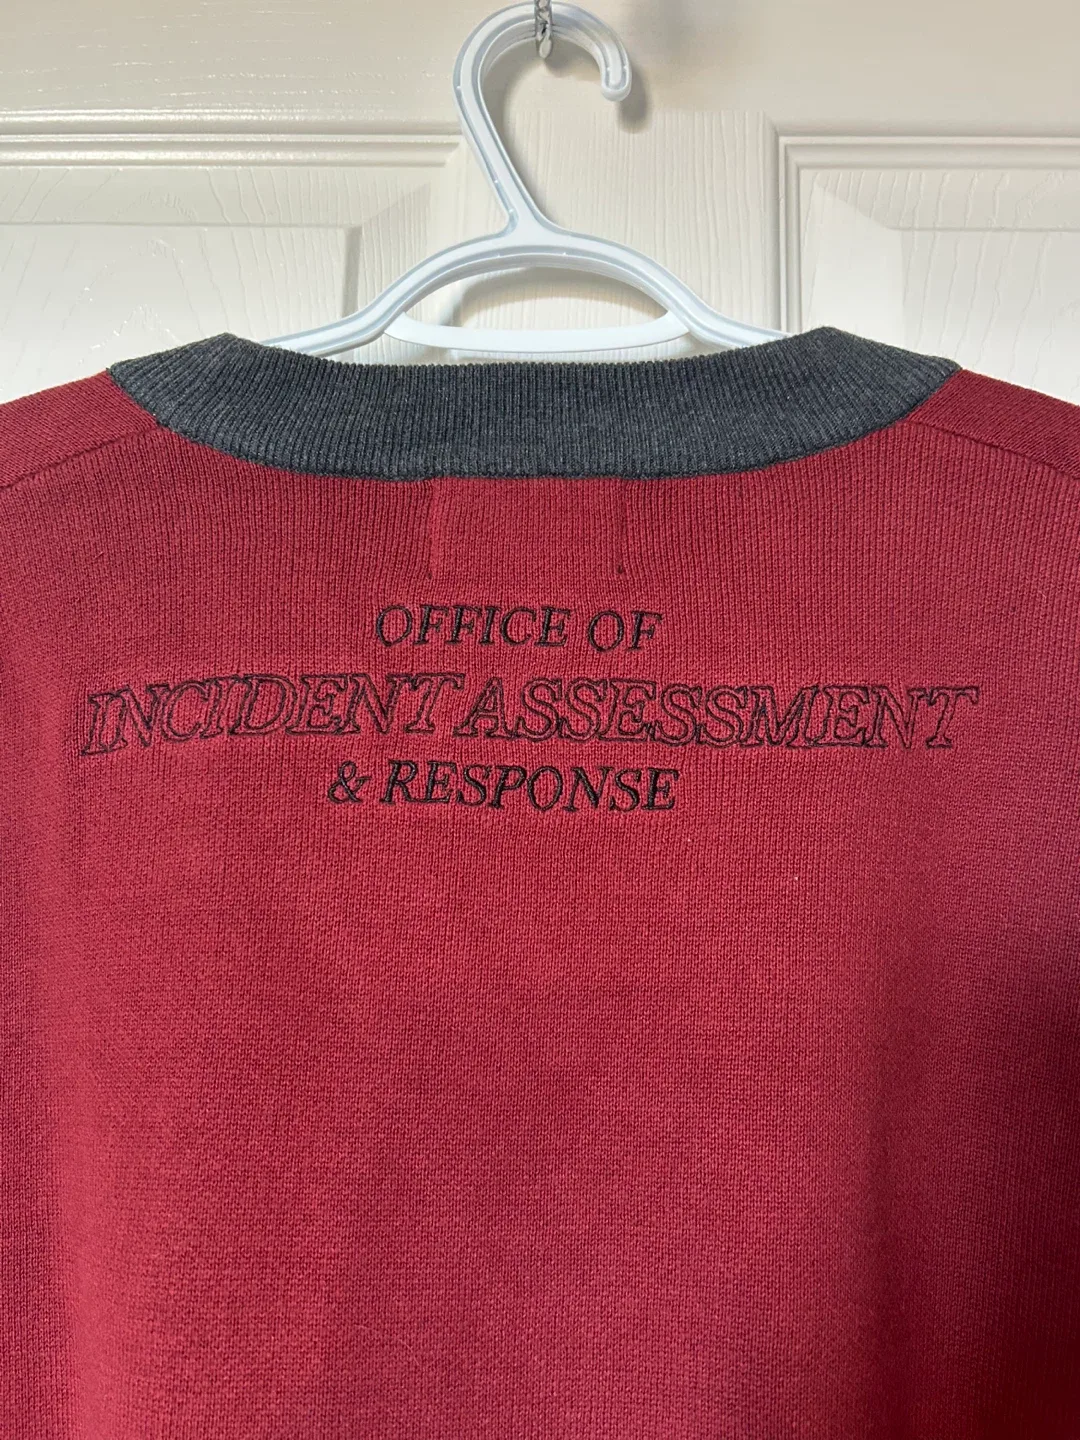 OFFICE OF
INCIDENT ASSESSMENT
& RESPONSE